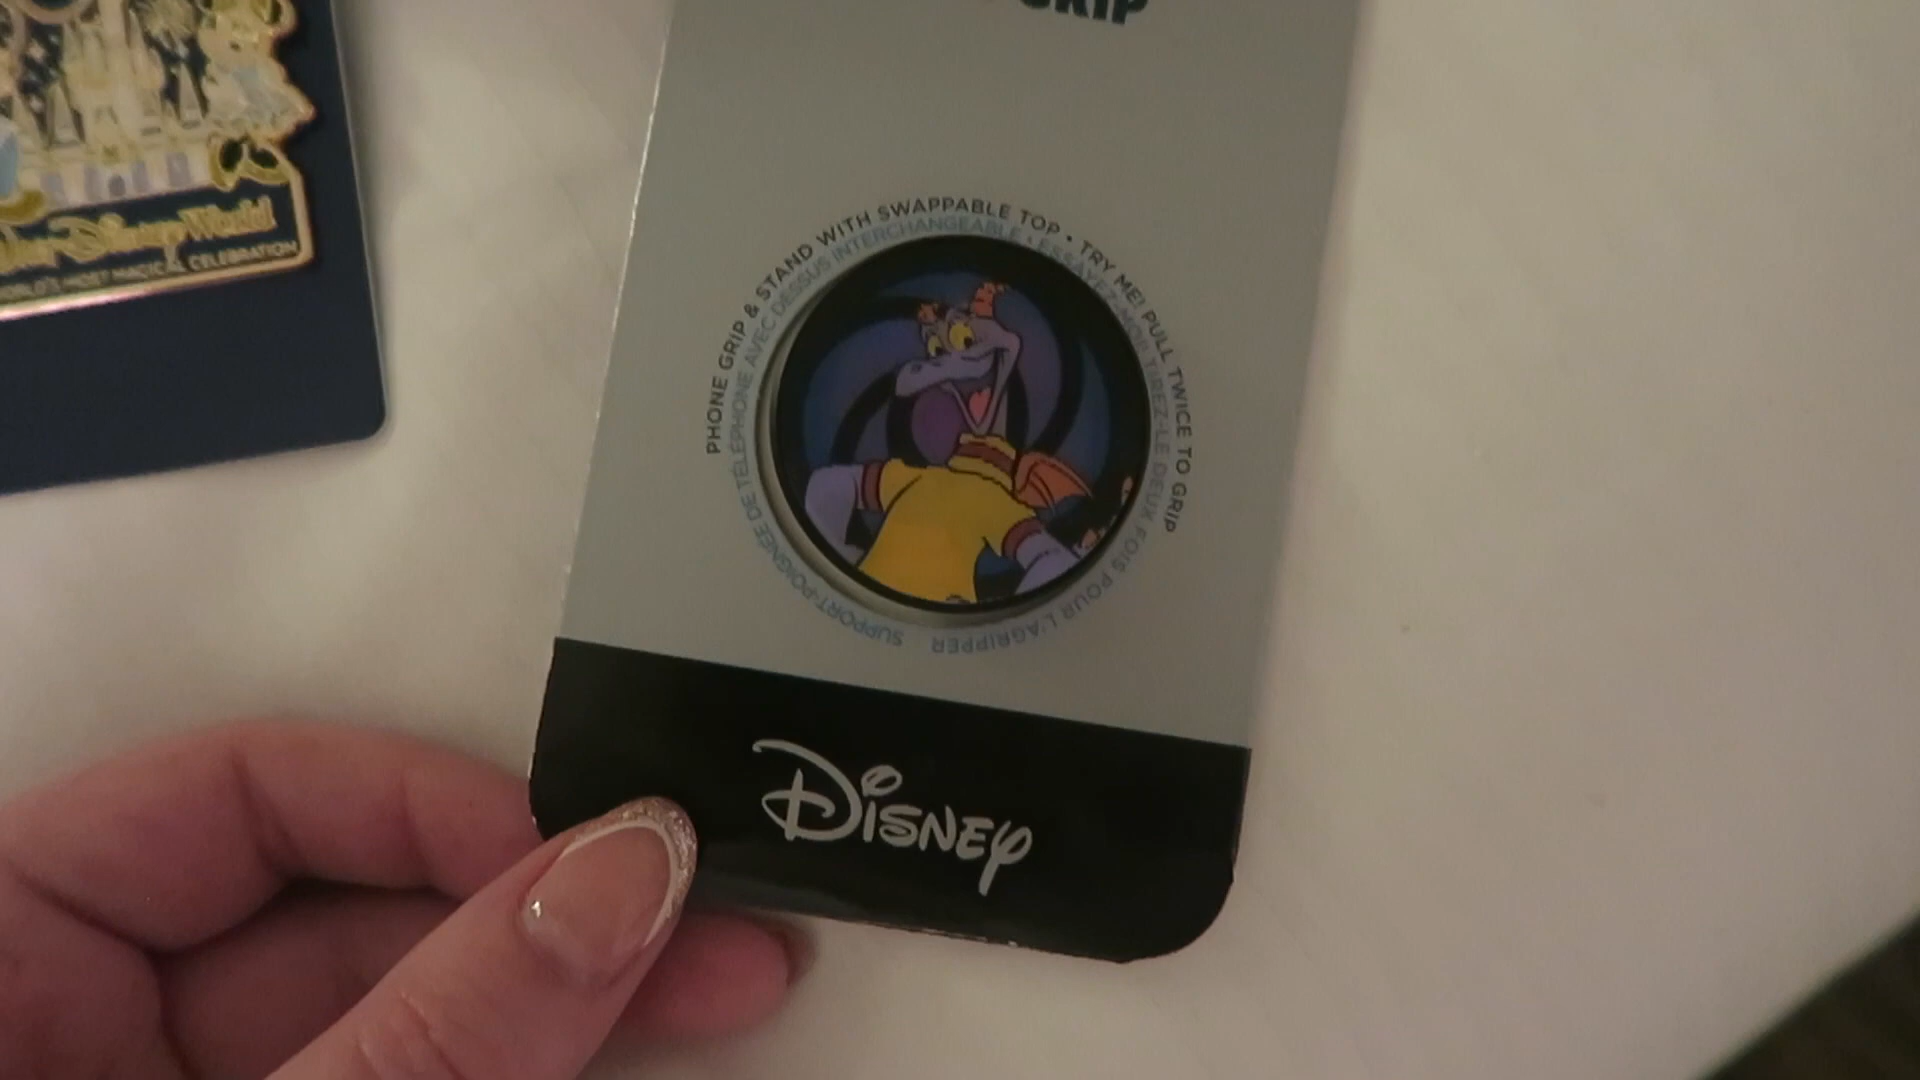 GRIP
PHONE GRIP & STAND WITH SWAPPABLE TOP • TRY ME! PULL TWICE TO GRIP
SUPPORT-POIGNÉE DE TÉLÉPHONE AVEC DESSUS INTERCHANGEABLE • ESSAYEZ-MOI! TIREZ-LE DEUX FOIS POUR L'AGRIPPER
Disney
Walt Disney World
WORLD'S MOST MAGICAL CELEBRATION